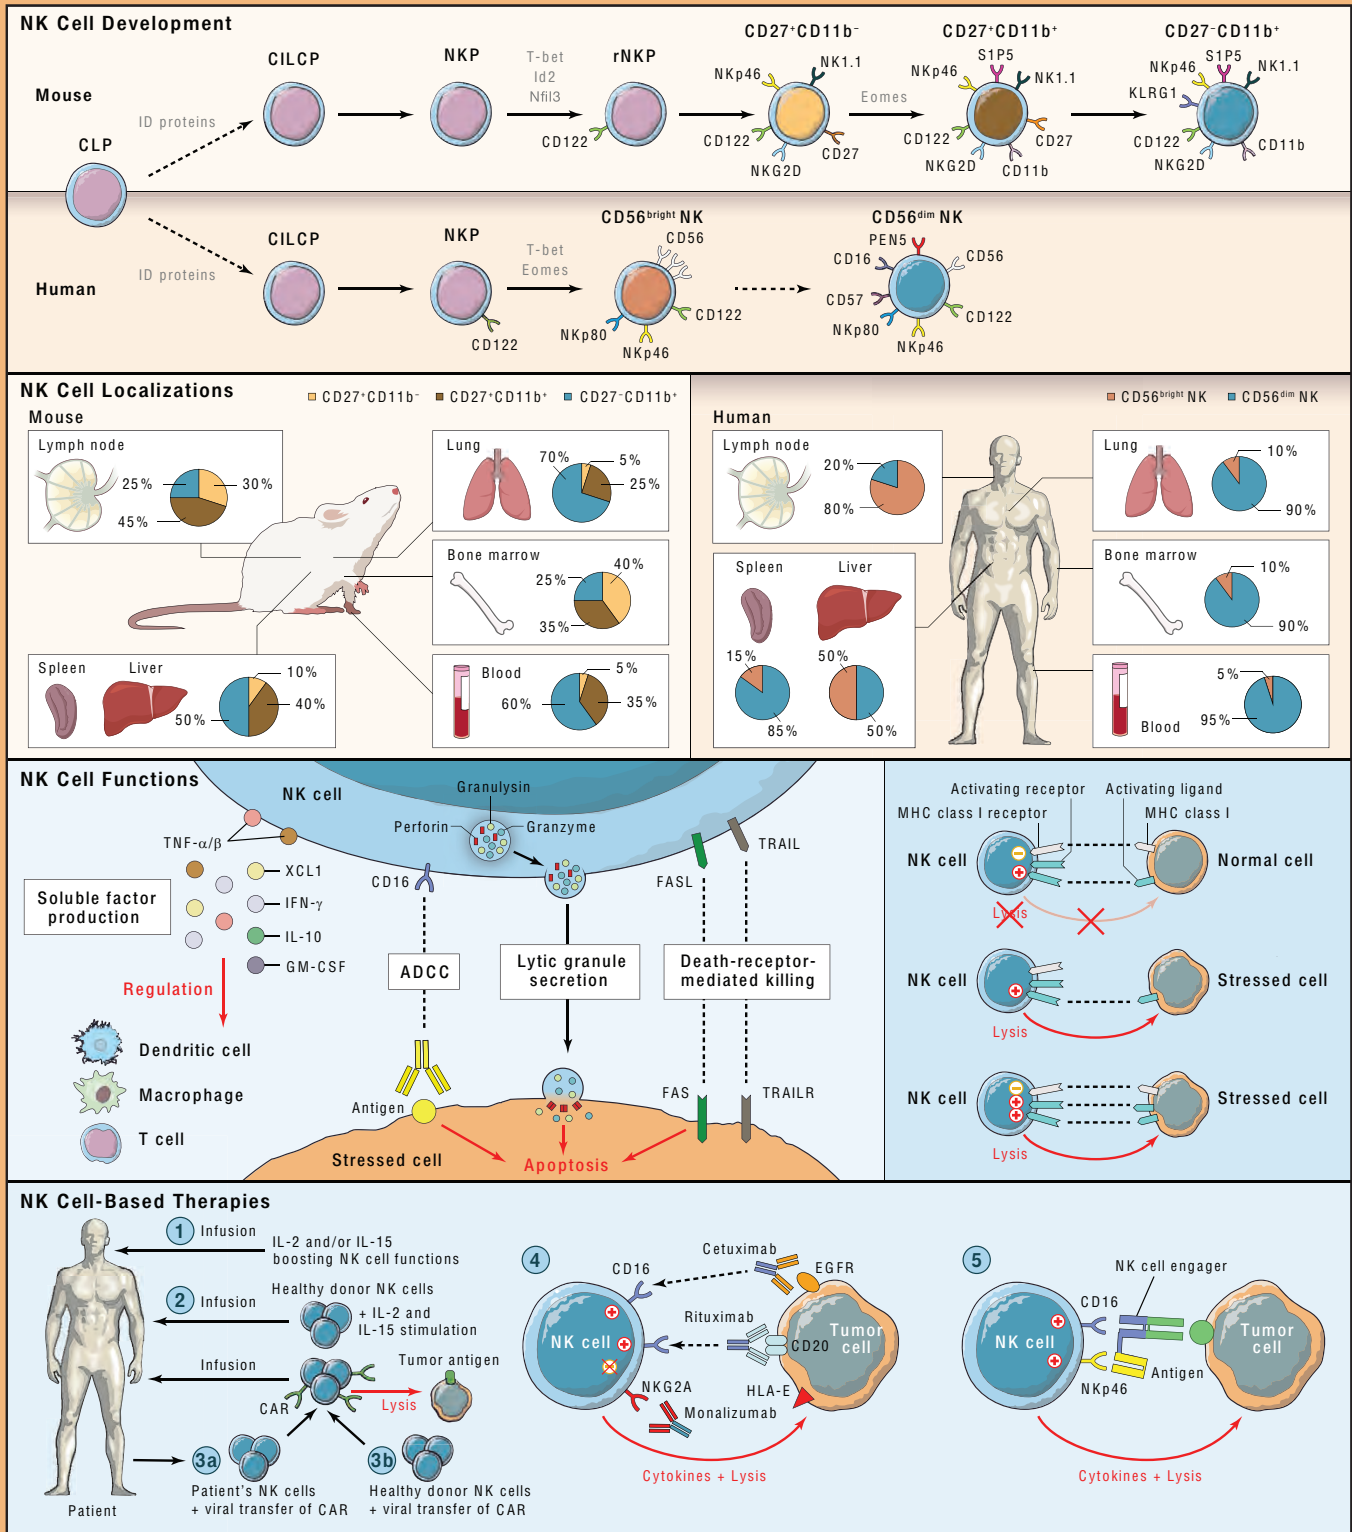 NK Cell Development
Mouse
CLP
ID proteins
CILCP
NKP
T-bet
Id2
Nfil3
rNKP
CD122
CD27⁺CD11b⁻
NKp46
NK1.1
CD122
NKG2D
CD27
Eomes
CD27⁺CD11b⁺
S1P5
NKp46
NK1.1
CD122
CD27
NKG2D
CD11b
CD27⁻CD11b⁺
S1P5
NKp46
NK1.1
KLRG1
CD122
CD11b
NKG2D
Human
ID proteins
CILCP
NKP
CD122
T-bet
Eomes
CD56ᵇʳⁱᵍʰᵗ NK
CD56
CD122
NKp80
NKp46
CD56ᵈⁱᵐ NK
PEN5
CD16
CD56
CD57
CD122
NKp80
NKp46
NK Cell Localizations
CD27⁺CD11b⁻
CD27⁺CD11b⁺
CD27⁻CD11b⁺
Mouse
Lymph node
25%
30%
45%
Lung
70%
5%
25%
Bone marrow
40%
25%
35%
Spleen
Liver
10%
40%
50%
Blood
5%
60%
35%
Human
CD56ᵇʳⁱᵍʰᵗ NK
CD56ᵈⁱᵐ NK
Lymph node
20%
80%
Lung
10%
90%
Spleen
Liver
15%
50%
85%
50%
Bone marrow
10%
90%
5%
95%
Blood
NK Cell Functions
NK cell
Granulysin
Perforin
Granzyme
TNF-α/β
XCL1
IFN-γ
IL-10
GM-CSF
Soluble factor
production
Regulation
Dendritic cell
Macrophage
T cell
CD16
ADCC
Antigen
Lytic granule
secretion
FASL
TRAIL
Death-receptor-
mediated killing
FAS
TRAILR
Stressed cell
Apoptosis
Activating receptor
Activating ligand
MHC class I receptor
MHC class I
NK cell
Normal cell
Lysis
NK cell
Stressed cell
Lysis
NK cell
Stressed cell
Lysis
NK Cell-Based Therapies
1
Infusion
IL-2 and/or IL-15
boosting NK cell functions
2
Infusion
Healthy donor NK cells
+ IL-2 and
IL-15 stimulation
Infusion
Tumor antigen
CAR
Lysis
3a
3b
Patient's NK cells
+ viral transfer of CAR
Healthy donor NK cells
+ viral transfer of CAR
Patient
4
Cetuximab
CD16
EGFR
Rituximab
NK cell
CD20
Tumor
cell
NKG2A
HLA-E
Monalizumab
Cytokines + Lysis
5
NK cell engager
CD16
NK cell
Tumor
cell
Antigen
NKp46
Cytokines + Lysis